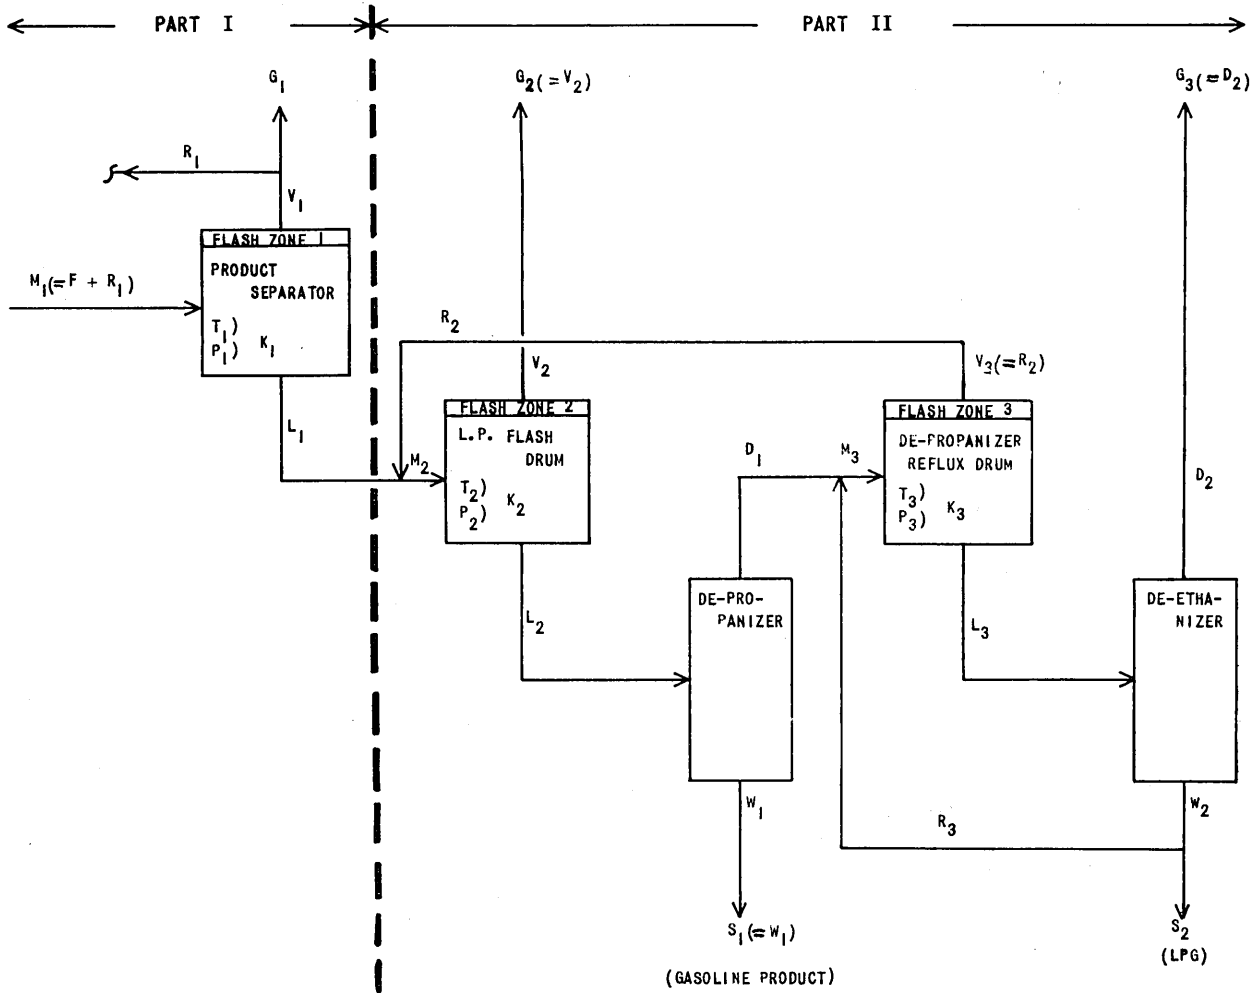 PART I
PART II
G₁
G₂(=V₂)
G₃(=D₂)
R₁
V₁
FLASH ZONE 1
M₁(=F + R₁)
PRODUCT
SEPARATOR
T₁)
P₁) K₁
L₁
R₂
V₂
V₃(=R₂)
FLASH ZONE 2
L.P. FLASH
DRUM
M₂
T₂)
P₂) K₂
L₂
D₁
M₃
FLASH ZONE 3
DE-PROPANIZER
REFLUX DRUM
T₃)
P₃) K₃
L₃
D₂
DE-PRO-
PANIZER
DE-ETHA-
NIZER
W₁
W₂
R₃
S₁(=W₁)
(GASOLINE PRODUCT)
S₂
(LPG)